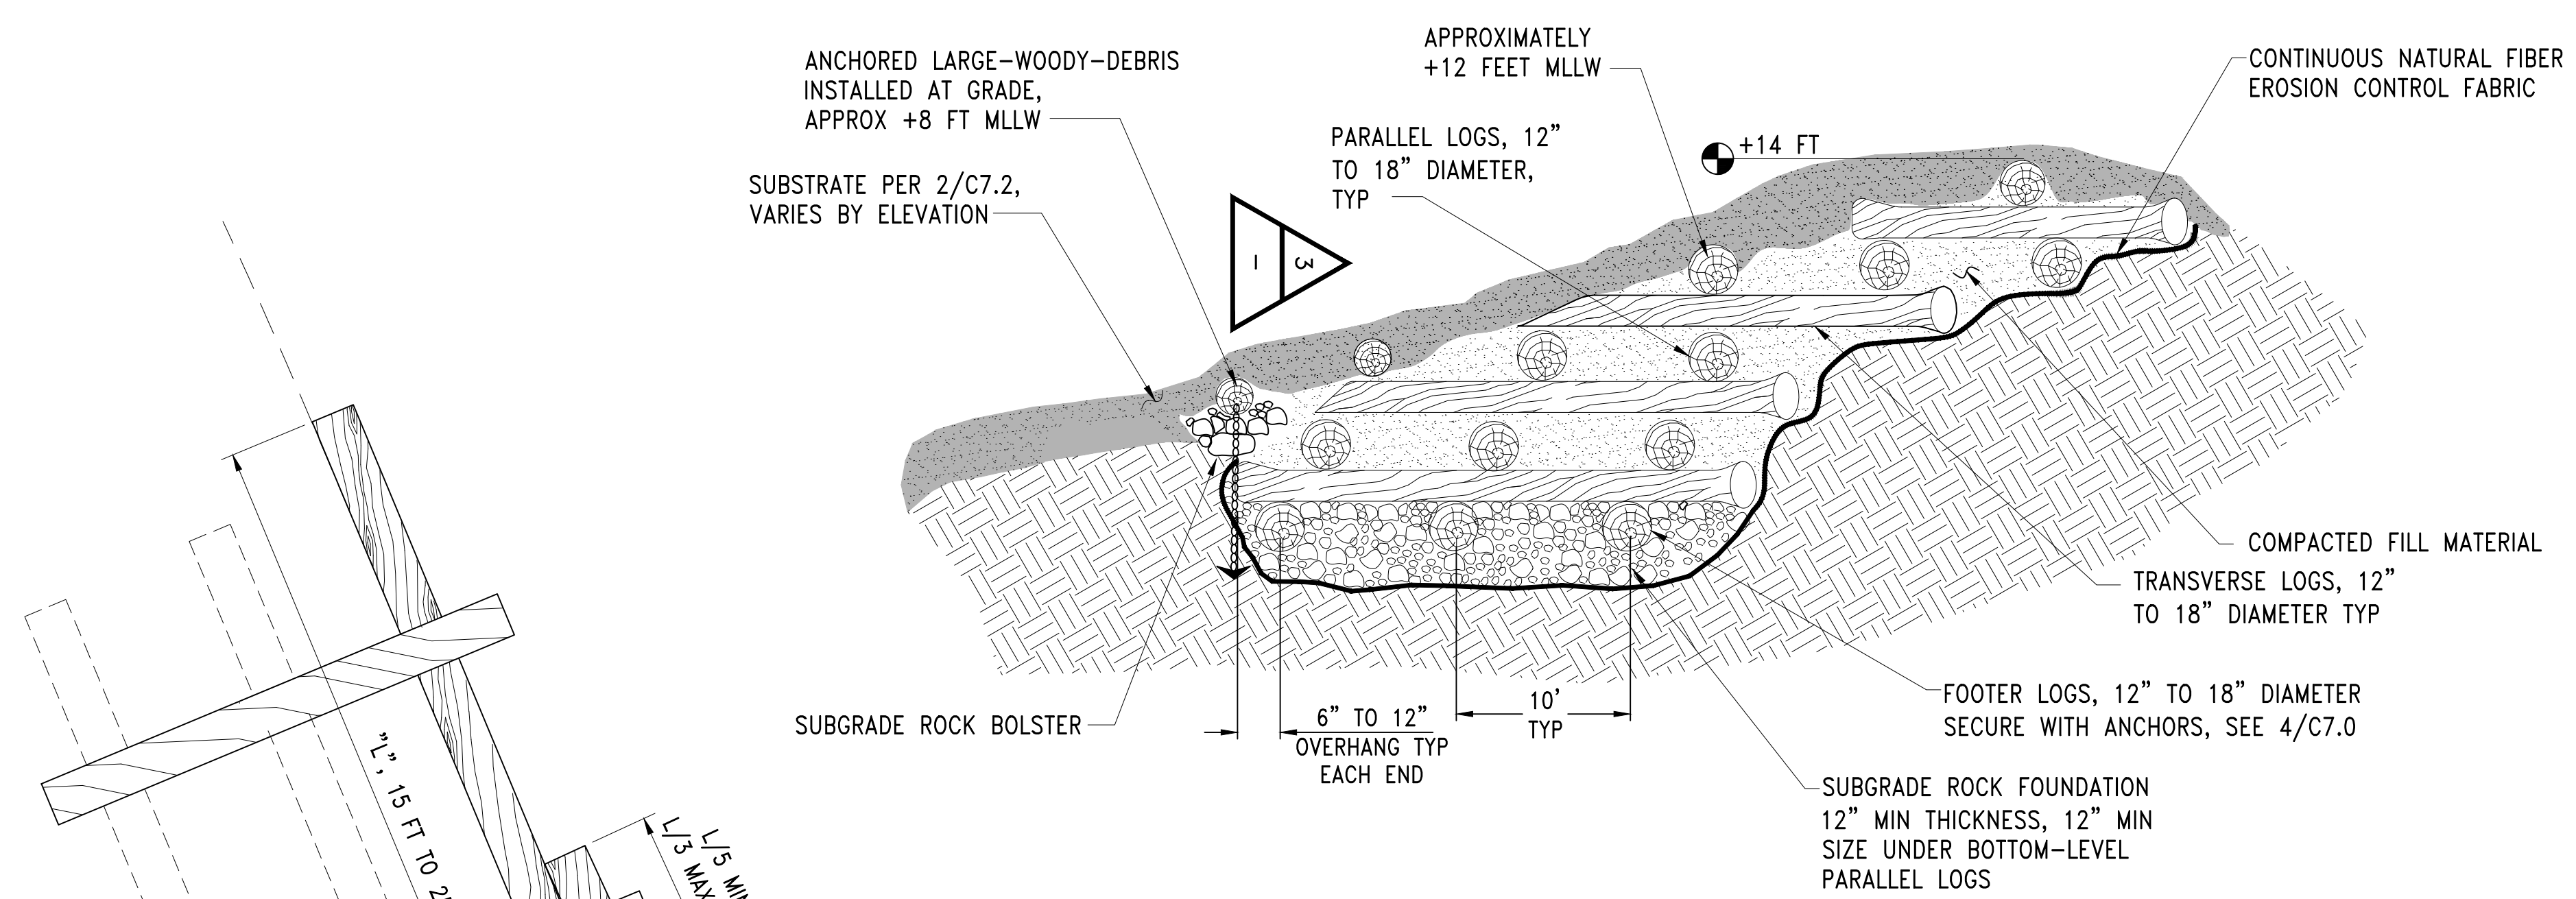 ANCHORED LARGE-WOODY-DEBRIS
INSTALLED AT GRADE,
APPROX +8 FT MLLW
SUBSTRATE PER 2/C7.2,
VARIES BY ELEVATION
APPROXIMATELY
+12 FEET MLLW
PARALLEL LOGS, 12"
TO 18" DIAMETER,
TYP
+14 FT
CONTINUOUS NATURAL FIBER
EROSION CONTROL FABRIC
3
-
COMPACTED FILL MATERIAL
TRANSVERSE LOGS, 12"
TO 18" DIAMETER TYP
FOOTER LOGS, 12" TO 18" DIAMETER
SECURE WITH ANCHORS, SEE 4/C7.0
SUBGRADE ROCK FOUNDATION
12" MIN THICKNESS, 12" MIN
SIZE UNDER BOTTOM-LEVEL
PARALLEL LOGS
10'
TYP
6" TO 12"
OVERHANG TYP
EACH END
SUBGRADE ROCK BOLSTER
"L", 15 FT TO
L/5 MIN
L/3 MAX